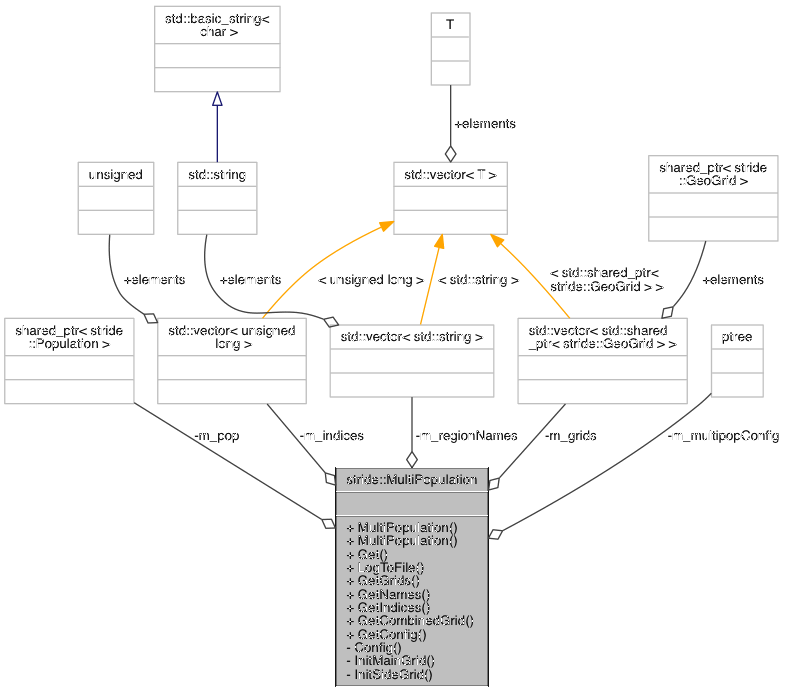 std::basic_string<
char >
T
+elements
unsigned
std::string
std::vector< T >
shared_ptr< stride
::GeoGrid >
+elements
+elements
< unsigned long >
< std::string >
< std::shared_ptr<
stride::GeoGrid > >
+elements
shared_ptr< stride
::Population >
std::vector< unsigned
long >
std::vector< std::string >
std::vector< std::shared
_ptr< stride::GeoGrid > >
ptree
-m_pop
-m_indices
-m_regionNames
-m_grids
-m_multipopConfig
stride::MultiPopulation
+ MultiPopulation()
+ MultiPopulation()
+ Get()
+ LogToFile()
+ GetGrids()
+ GetNames()
+ GetIndices()
+ GetCombinedGrid()
+ GetConfig()
- Config()
- InitMainGrid()
- InitSideGrid()